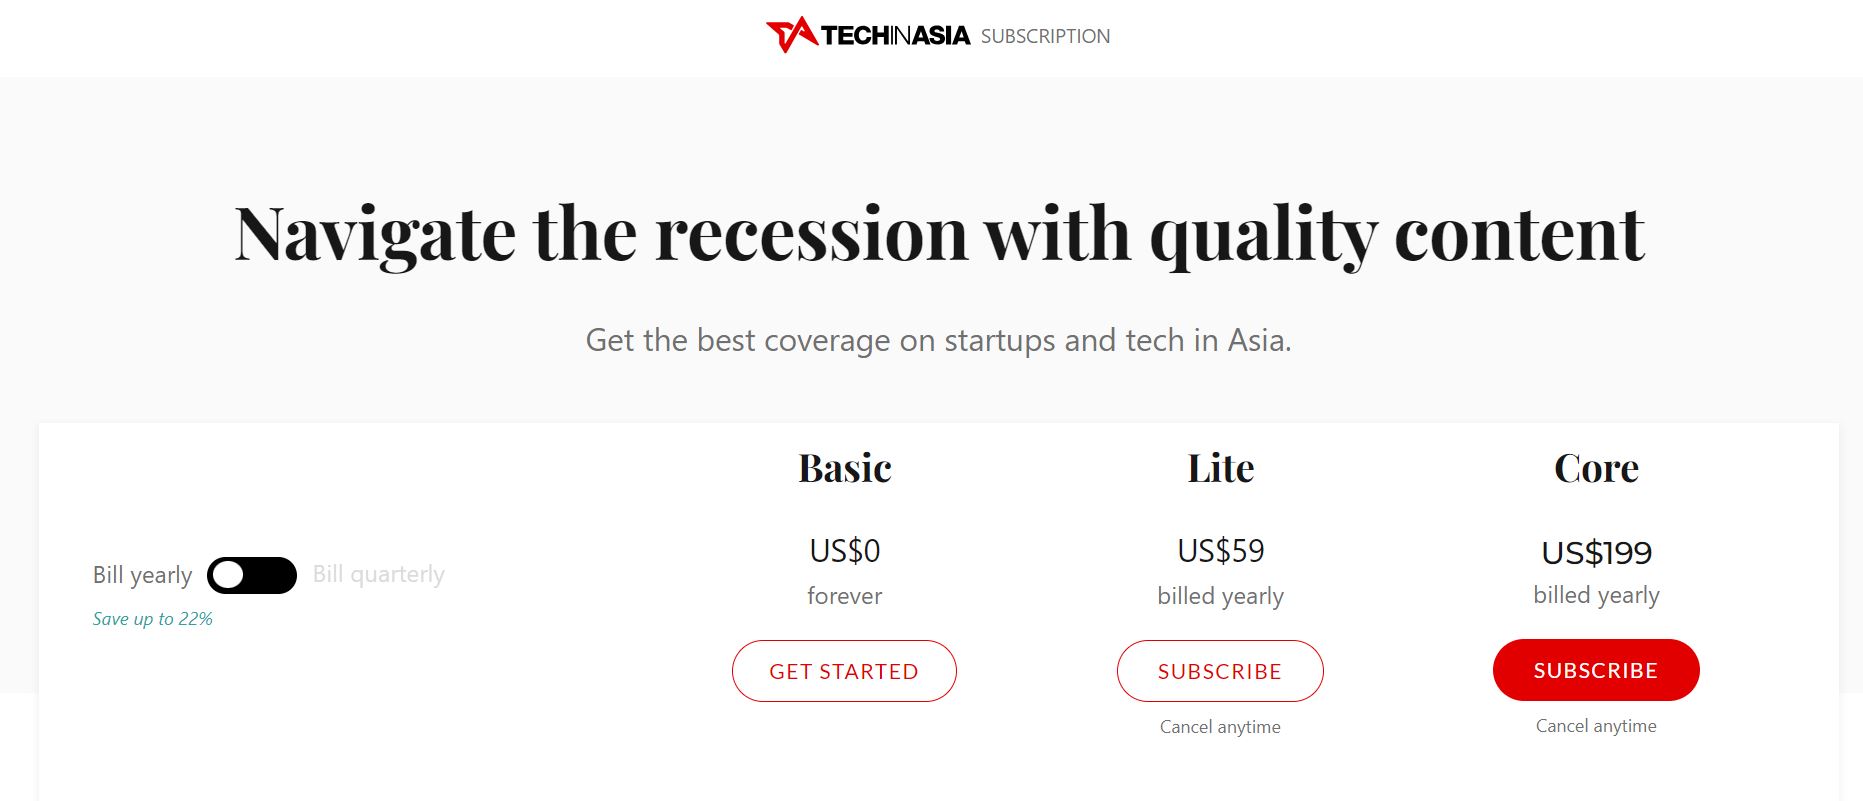 TECHINASIA SUBSCRIPTION
Navigate the recession with quality content
Get the best coverage on startups and tech in Asia.
Basic Lite Core
US$0 US$59 US$199
Bill yearly Bill quarterly forever billed yearly billed yearly
Save up to 22%
GET STARTED SUBSCRIBE SUBSCRIBE
Cancel anytime Cancel anytime